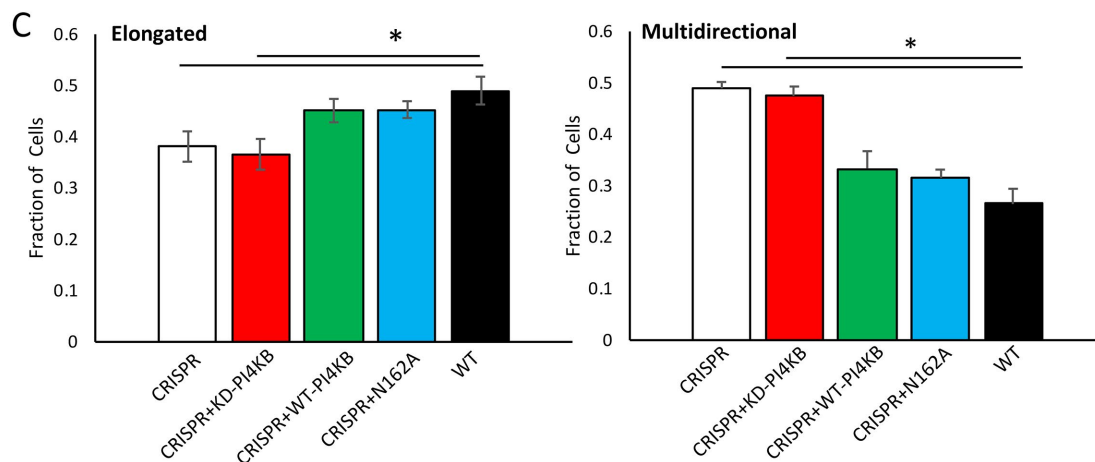 C
Elongated
*
0.6
0.5
0.4
0.3
0.2
0.1
0
Fraction of Cells
CRISPR
CRISPR+KD-PI4KB
CRISPR+WT-PI4KB
CRISPR+N162A
WT
Multidirectional
*
0.6
0.5
0.4
0.3
0.2
0.1
0
Fraction of Cells
CRISPR
CRISPR+KD-PI4KB
CRISPR+WT-PI4KB
CRISPR+N162A
WT